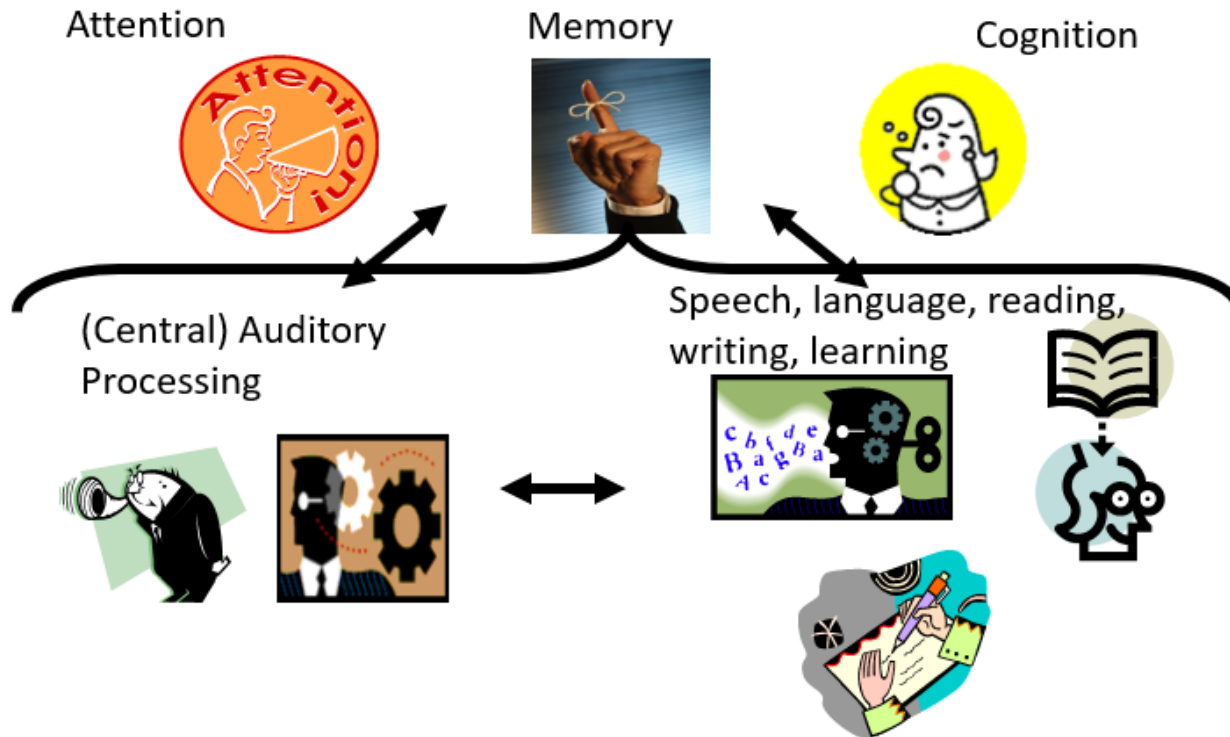 Attention
Memory
Cognition
Attention!
(Central) Auditory
Processing
Speech, language, reading,
writing, learning
c b f d e
B a g B a
A c